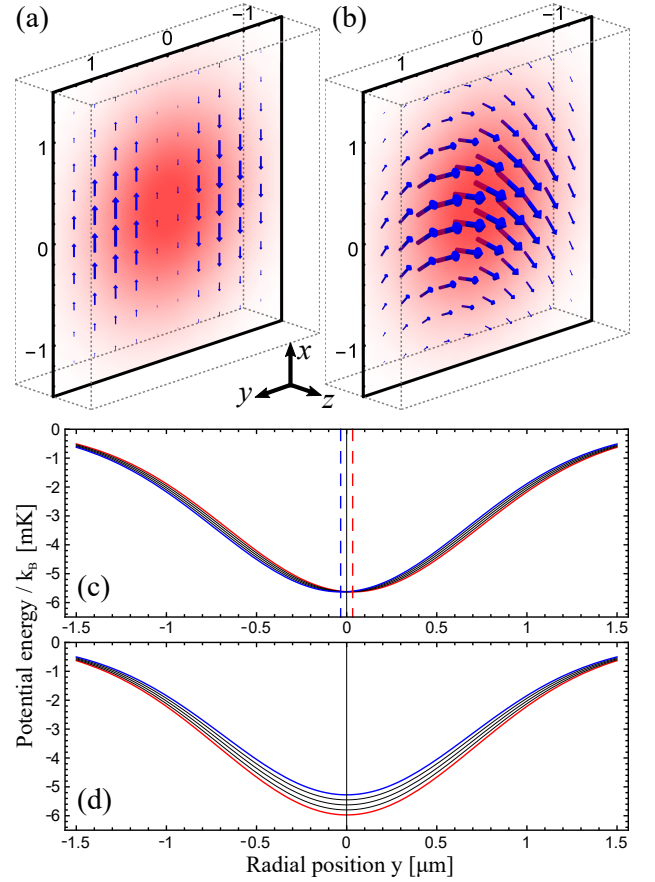 (a) (b)
1 0 −1 1 0 −1
1 1
0 0
−1 −1
x
y z
0
-1
-2
-3
-4
-5
-6
(c)
-1.5 -1 -0.5 0 0.5 1 1.5
0
-1
-2
-3
-4
-5
-6
(d)
-1.5 -1 -0.5 0 0.5 1 1.5
Potential energy / kB [mK]
Radial position y [μm]